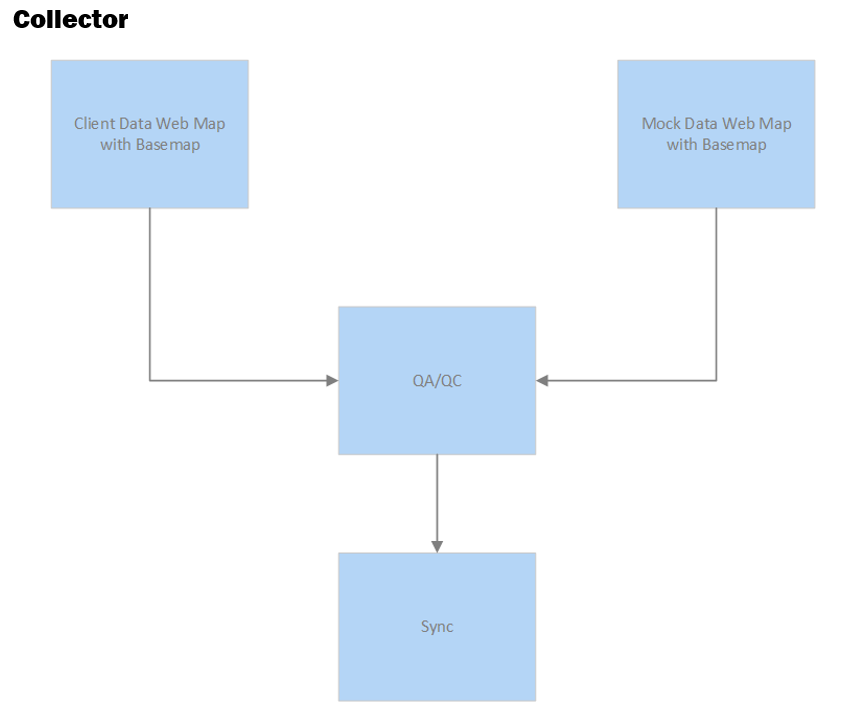 Collector
Client Data Web Map
with Basemap
Mock Data Web Map
with Basemap
QA/QC
Sync